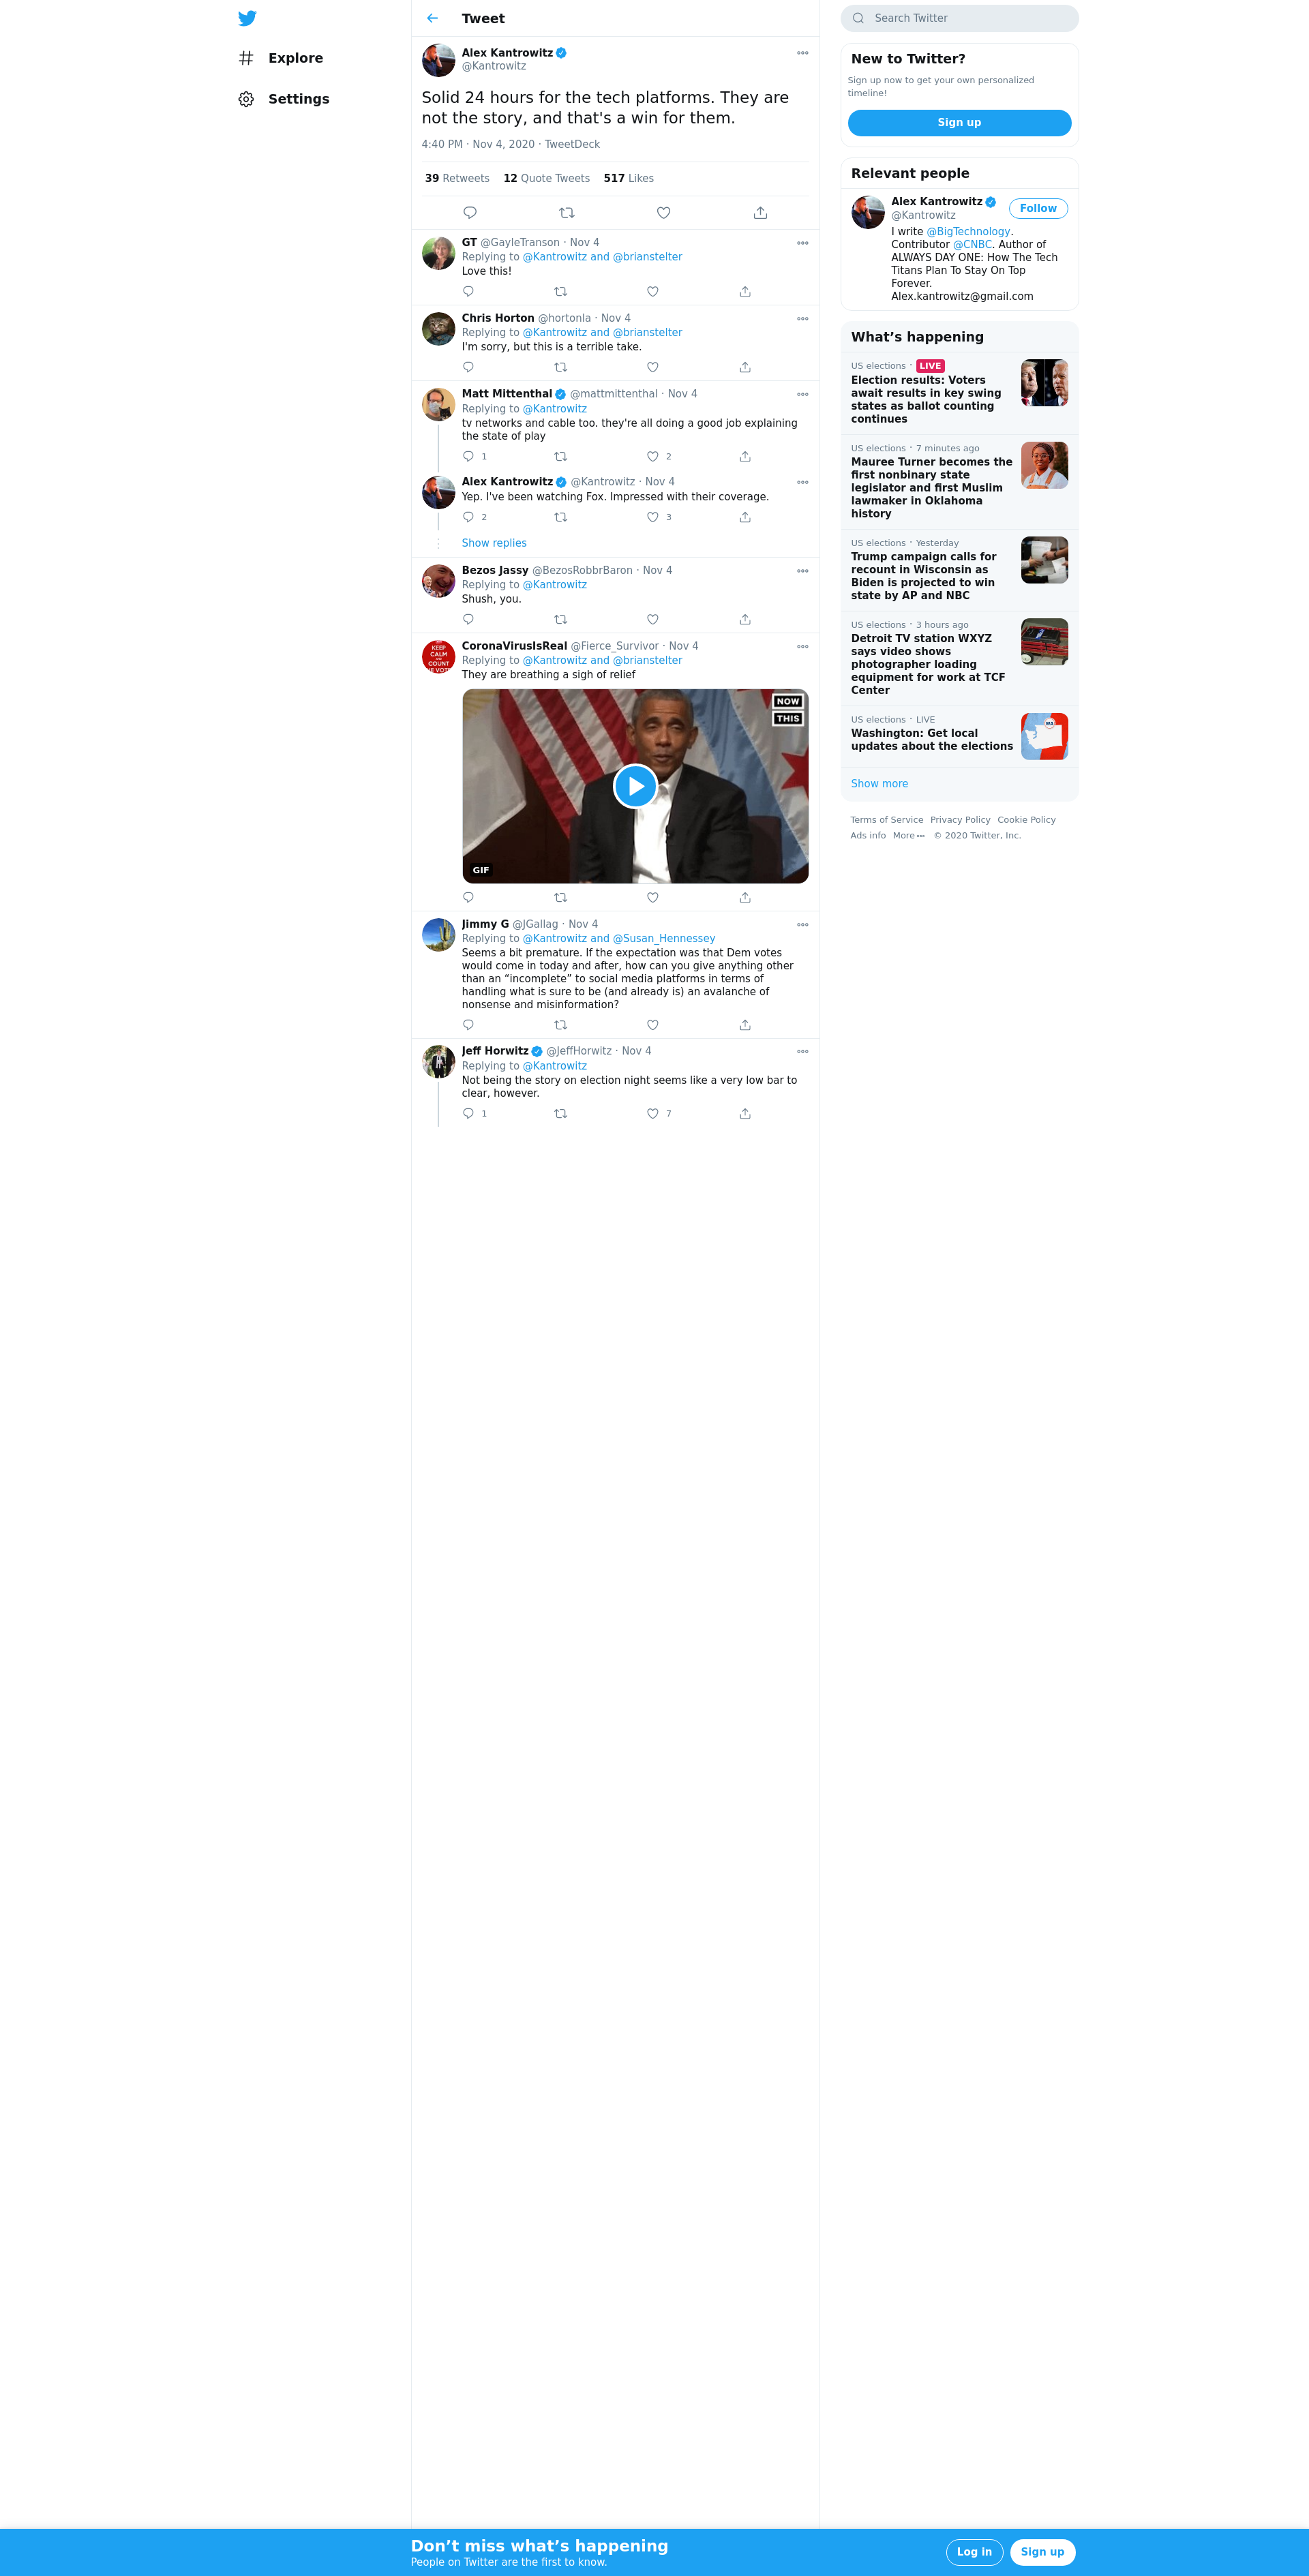 Explore
Settings
Tweet
Alex Kantrowitz
@Kantrowitz
Solid 24 hours for the tech platforms. They are
not the story, and that's a win for them.
4:40 PM · Nov 4, 2020 · TweetDeck
39 Retweets 12 Quote Tweets 517 Likes
GT @GayleTranson · Nov 4
Replying to @Kantrowitz and @brianstelter
Love this!
Chris Horton @hortonla · Nov 4
Replying to @Kantrowitz and @brianstelter
I'm sorry, but this is a terrible take.
Matt Mittenthal @mattmittenthal · Nov 4
Replying to @Kantrowitz
tv networks and cable too. they're all doing a good job explaining
the state of play
1 2
Alex Kantrowitz @Kantrowitz · Nov 4
Yep. I've been watching Fox. Impressed with their coverage.
2 3
Show replies
Bezos Jassy @BezosRobbrBaron · Nov 4
Replying to @Kantrowitz
Shush, you.
CoronaVirusIsReal @Fierce_Survivor · Nov 4
KEEP
CALM
AND
COUNT
Replying to @Kantrowitz and @brianstelter
They are breathing a sigh of relief
NOW
THIS
GIF
Jimmy G @JGallag · Nov 4
Replying to @Kantrowitz and @Susan_Hennessey
Seems a bit premature. If the expectation was that Dem votes
would come in today and after, how can you give anything other
than an “incomplete” to social media platforms in terms of
handling what is sure to be (and already is) an avalanche of
nonsense and misinformation?
Jeff Horwitz @JeffHorwitz · Nov 4
Replying to @Kantrowitz
Not being the story on election night seems like a very low bar to
clear, however.
1 7
Search Twitter
New to Twitter?
Sign up now to get your own personalized
timeline!
Sign up
Relevant people
Alex Kantrowitz
@Kantrowitz
Follow
I write @BigTechnology.
Contributor @CNBC. Author of
ALWAYS DAY ONE: How The Tech
Titans Plan To Stay On Top
Forever.
Alex.kantrowitz@gmail.com
What’s happening
US elections · LIVE
Election results: Voters
await results in key swing
states as ballot counting
continues
US elections · 7 minutes ago
Mauree Turner becomes the
first nonbinary state
legislator and first Muslim
lawmaker in Oklahoma
history
US elections · Yesterday
Trump campaign calls for
recount in Wisconsin as
Biden is projected to win
state by AP and NBC
US elections · 3 hours ago
Detroit TV station WXYZ
says video shows
photographer loading
equipment for work at TCF
Center
US elections · LIVE
Washington: Get local
updates about the elections
WA
Show more
Terms of Service Privacy Policy Cookie Policy
Ads info More © 2020 Twitter, Inc.
Don’t miss what’s happening
People on Twitter are the first to know.
Log in
Sign up